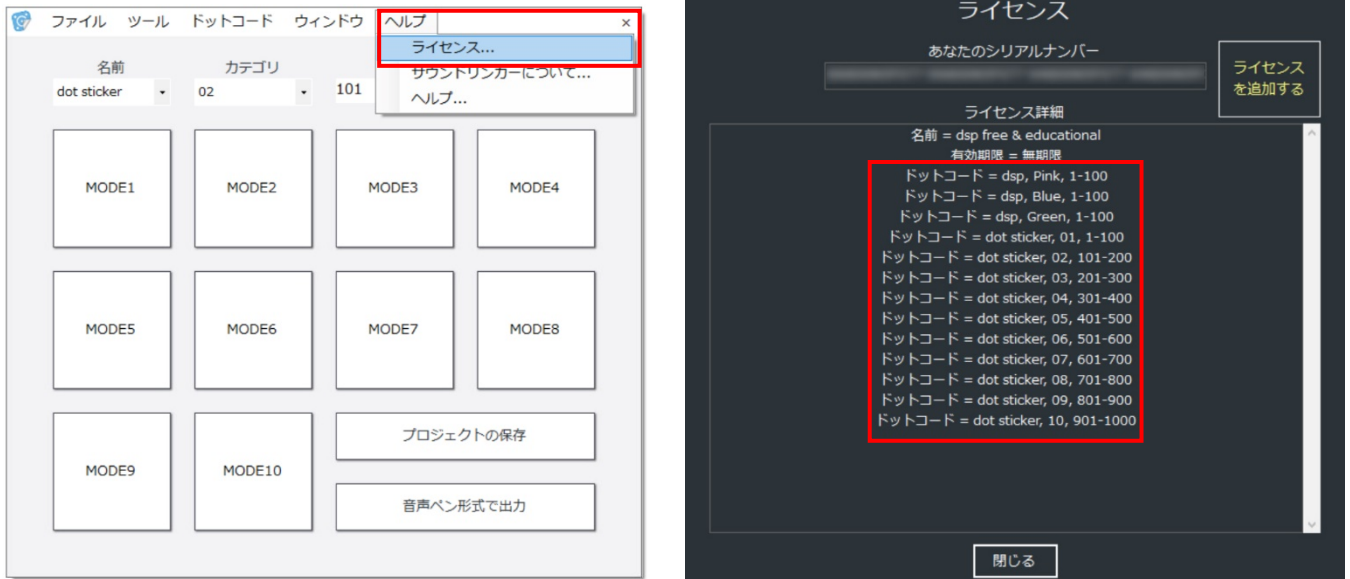 ファイル ツール ドットコード ウィンドウ ヘルプ ×
ライセンス...
サウンドリンカーについて...
ヘルプ...
名前 カテゴリ
dot sticker 02 101
MODE1 MODE2 MODE3 MODE4
MODE5 MODE6 MODE7 MODE8
MODE9 MODE10
プロジェクトの保存
音声ペン形式で出力
ライセンス
あなたのシリアルナンバー
ライセンス
を追加する
ライセンス詳細
名前 = dsp free & educational
有効期限 = 無期限
ドットコード = dsp, Pink, 1-100
ドットコード = dsp, Blue, 1-100
ドットコード = dsp, Green, 1-100
ドットコード = dot sticker, 01, 1-100
ドットコード = dot sticker, 02, 101-200
ドットコード = dot sticker, 03, 201-300
ドットコード = dot sticker, 04, 301-400
ドットコード = dot sticker, 05, 401-500
ドットコード = dot sticker, 06, 501-600
ドットコード = dot sticker, 07, 601-700
ドットコード = dot sticker, 08, 701-800
ドットコード = dot sticker, 09, 801-900
ドットコード = dot sticker, 10, 901-1000
閉じる